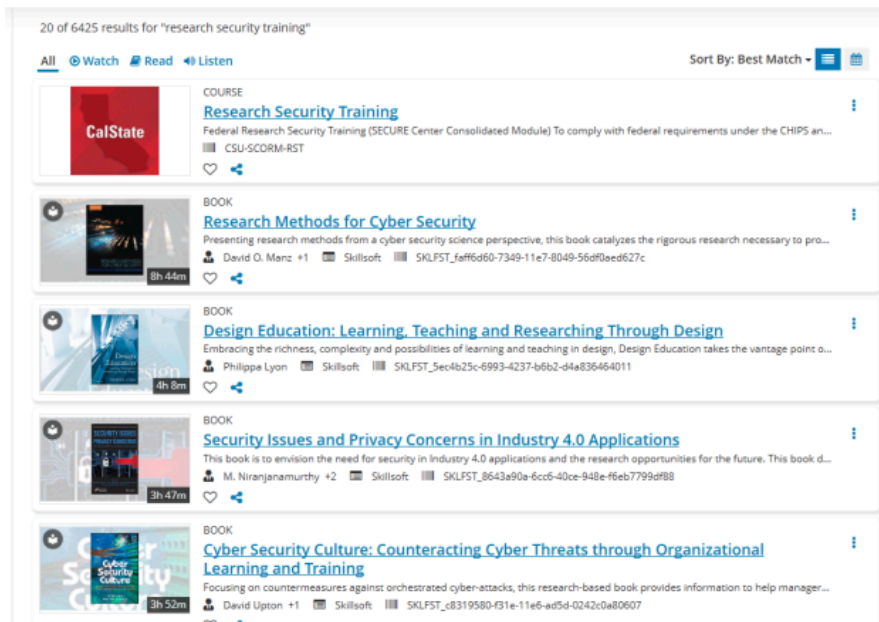 20 of 6425 results for "research security training"
All Watch Read Listen
Sort By: Best Match
COURSE
CalState
Research Security Training
Federal Research Security Training (SECURE Center Consolidated Module) To comply with federal requirements under the CHIPS an...
CSU-SCORM-RST
BOOK
Research Methods for Cyber Security
Presenting research methods from a cyber security science perspective, this book catalyzes the rigorous research necessary to pro...
8h 44m
David O. Manz +1 Skillsoft SKLFST_faff6d60-7349-11e7-8049-56df0aed627c
BOOK
Design Education: Learning, Teaching and Researching Through Design
Embracing the richness, complexity and possibilities of learning and teaching in design, Design Education takes the vantage point o...
Design
Education
4h 8m
Philippa Lyon Skillsoft SKLFST_5ec4b25c-6993-4237-b6b2-d4a836464011
BOOK
Security Issues and Privacy Concerns in Industry 4.0 Applications
SECURITY ISSUES
This book is to envision the need for security in Industry 4.0 applications and the research opportunities for the future. This book d...
3h 47m
M. Niranjanamurthy +2 Skillsoft SKLFST_8643a90a-6cc6-40ce-948e-f6eb7799df88
BOOK
Cyber Security Culture: Counteracting Cyber Threats through Organizational
Learning and Training
Cyber
Security
Culture
Focusing on countermeasures against orchestrated cyber-attacks, this research-based book provides information to help manager...
3h 52m
David Upton +1 Skillsoft SKLFST_c8319580-f31e-11e6-ad5d-0242c0a80607